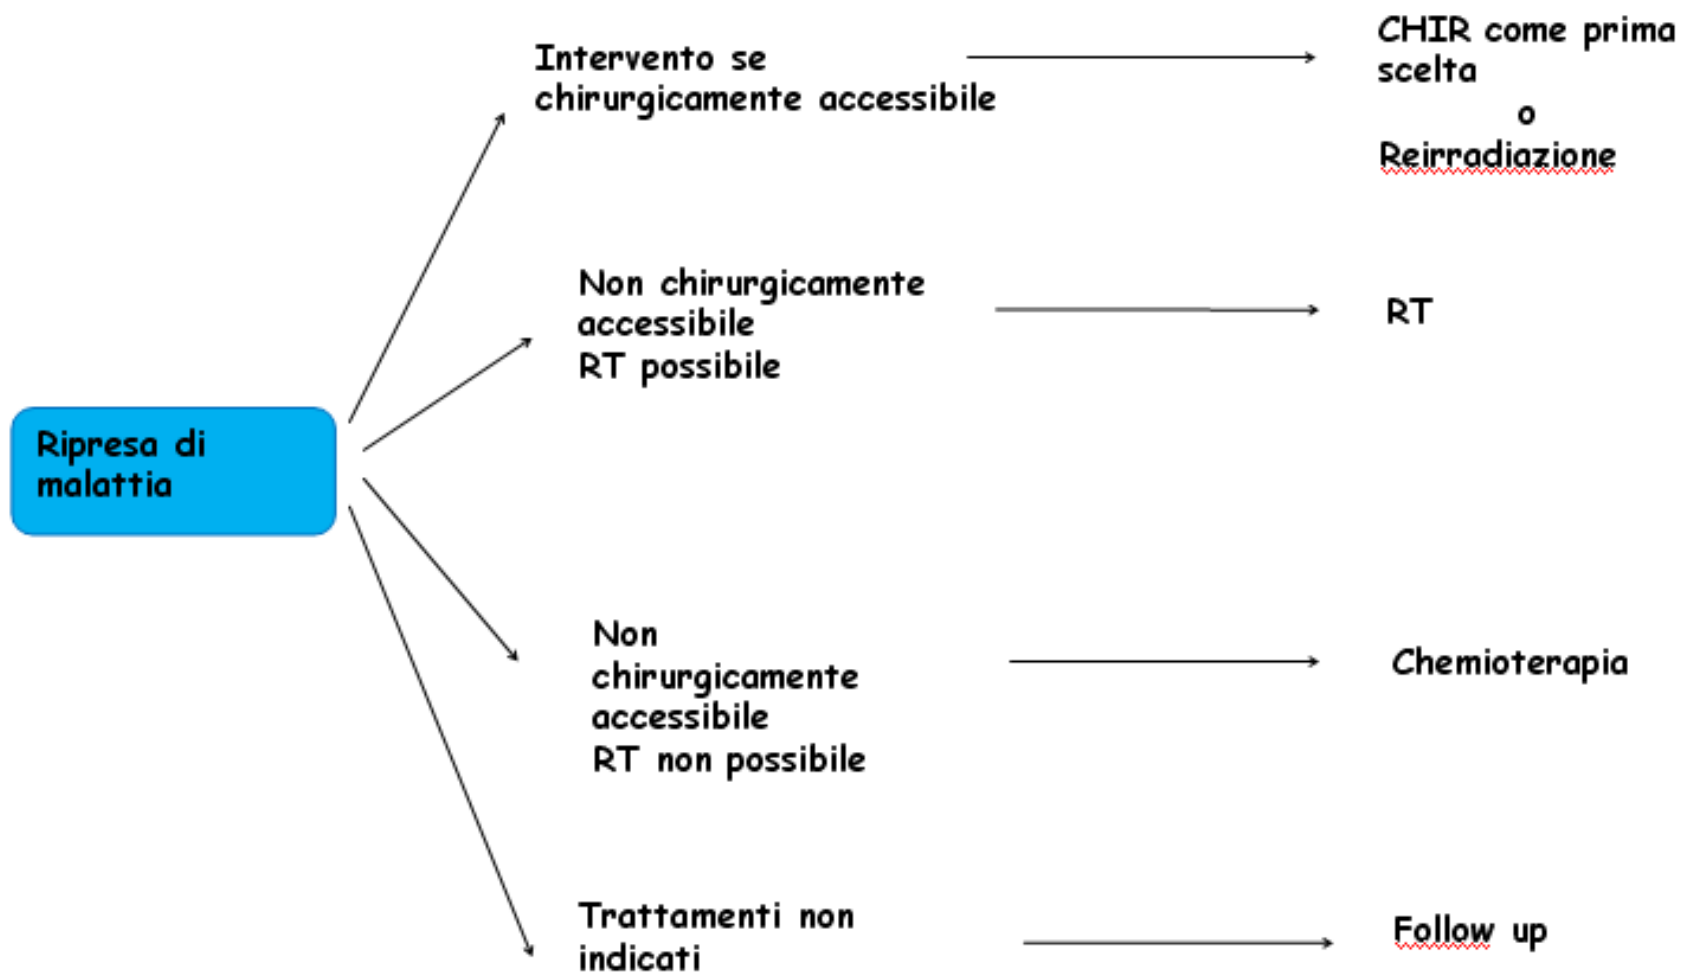 Ripresa di
malattia
Intervento se
chirurgicamente accessibile
CHIR come prima
scelta
o
Reirradiazione
Non chirurgicamente
accessibile
RT possibile
RT
Non
chirurgicamente
accessibile
RT non possibile
Chemioterapia
Trattamenti non
indicati
Follow up